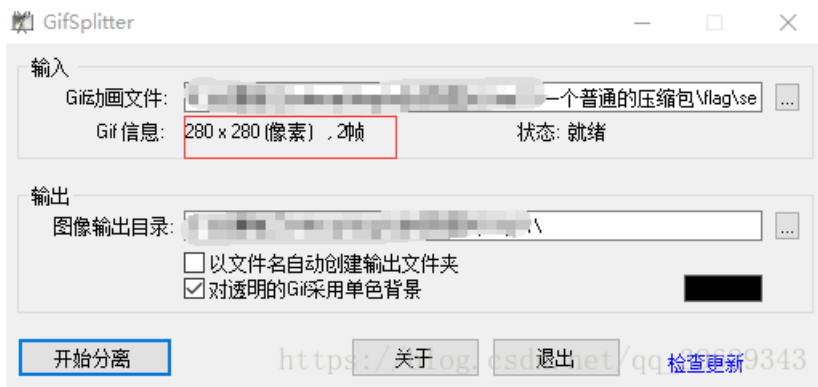 GifSplitter
输入
Gif动画文件: 一个普通的压缩包\flag\se ...
Gif 信息: 280 x 280 (像素) , 2帧 状态: 就绪
输出
图像输出目录: \ ...
以文件名自动创建输出文件夹
对透明的Gif采用单色背景
开始分离 关于 退出 检查更新